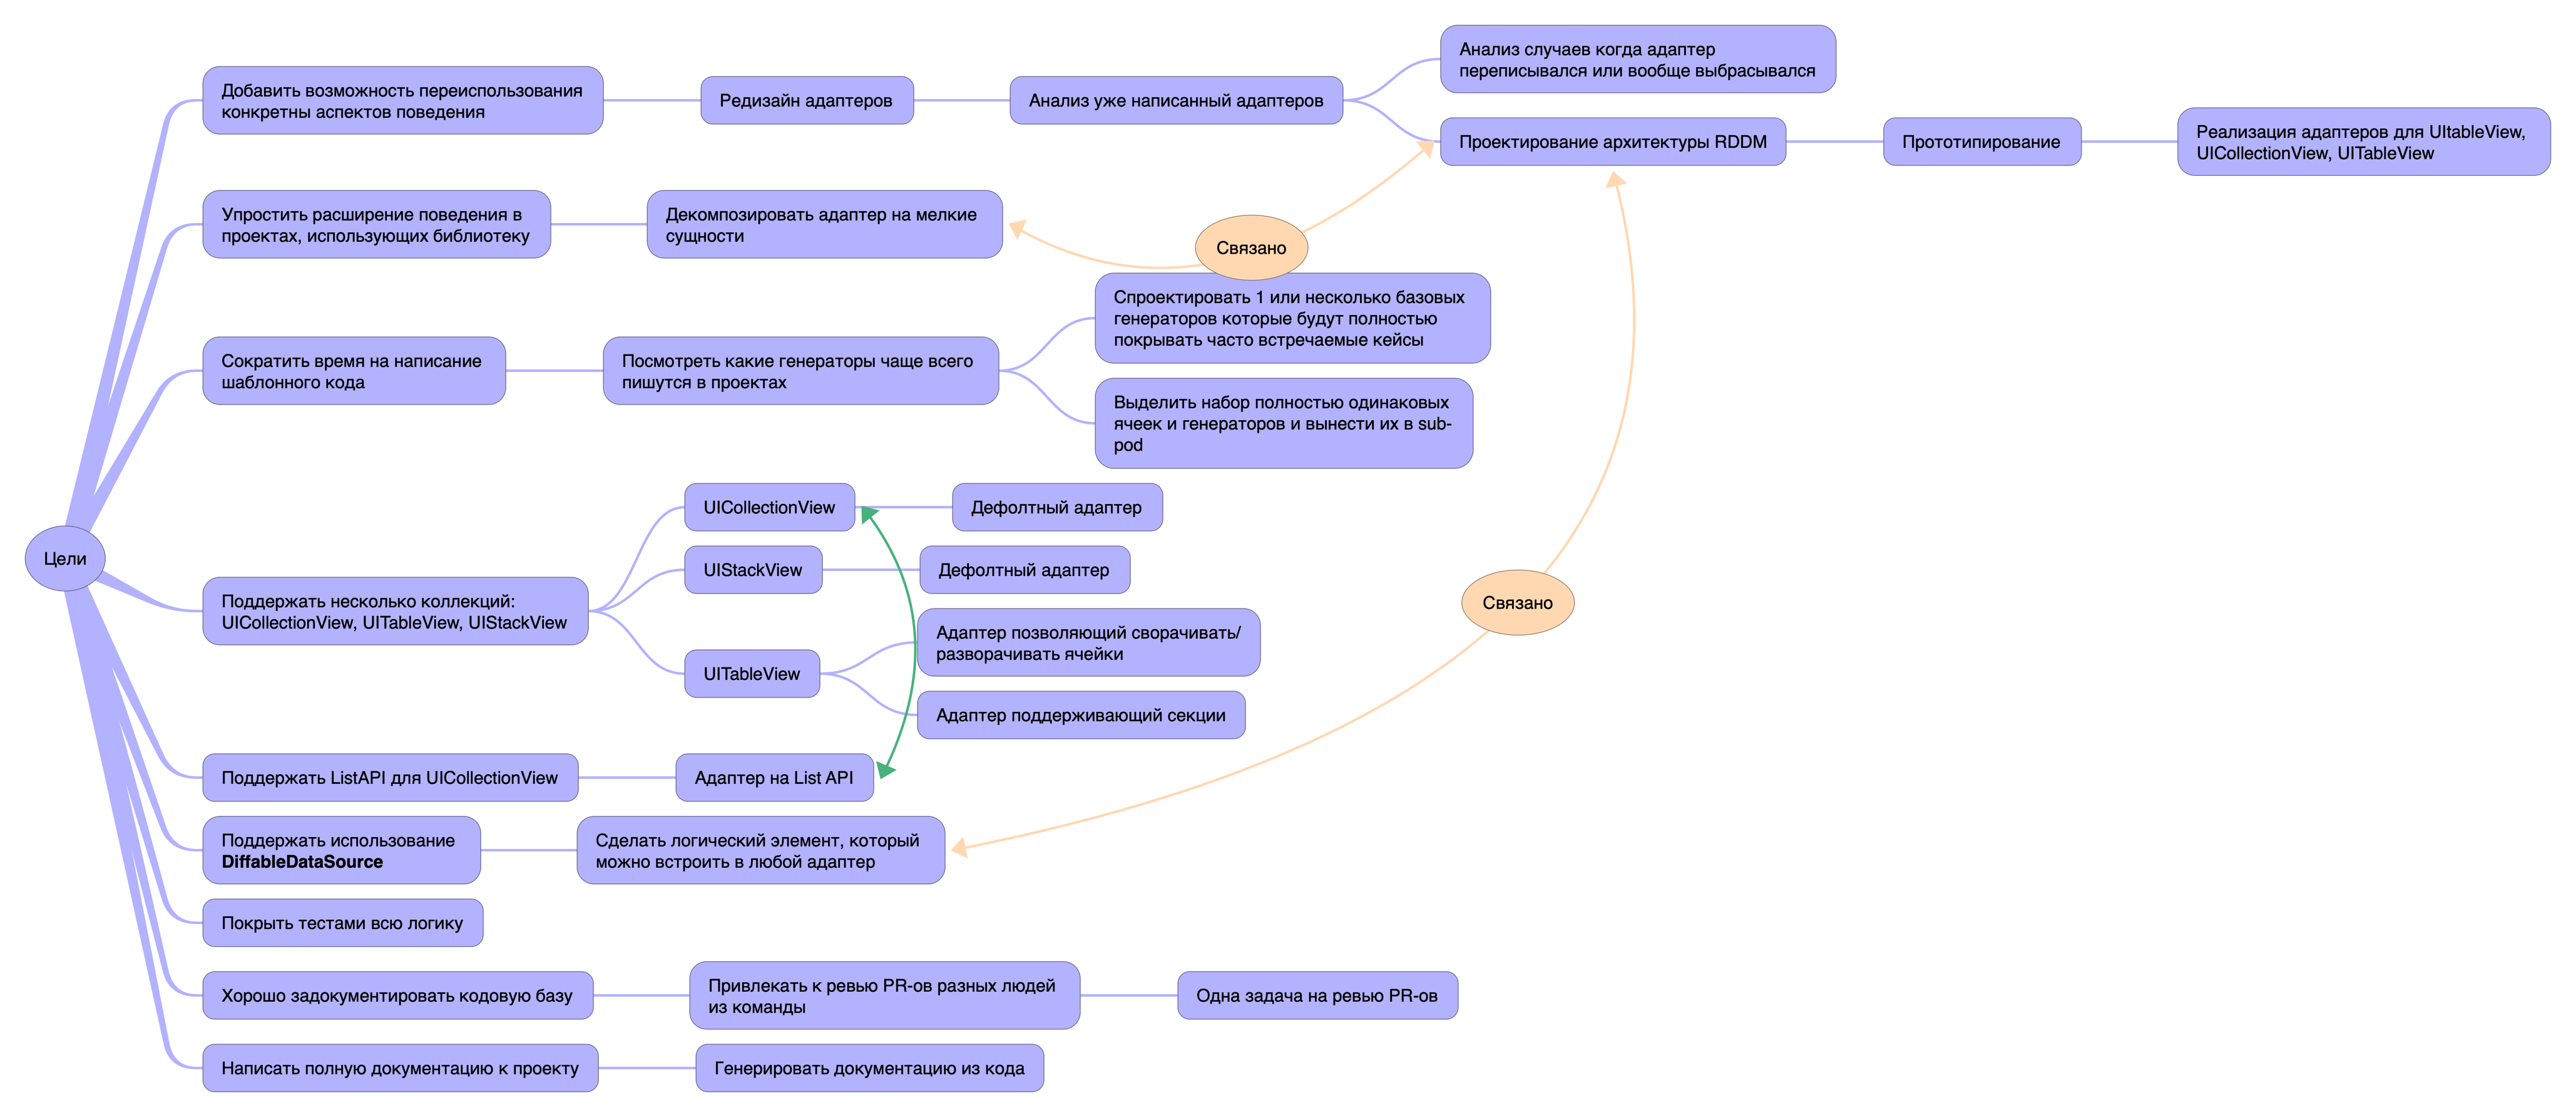 Анализ случаев когда адаптер
переписывался или вообще выбрасывался
Добавить возможность переиспользования
конкретны аспектов поведения
Редизайн адаптеров
Анализ уже написанный адаптеров
Проектирование архитектуры RDDM
Прототипирование
Реализация адаптеров для UItableView,
UICollectionView, UITableView
Упростить расширение поведения в
проектах, использующих библиотеку
Декомпозировать адаптер на мелкие
сущности
Связано
Сократить время на написание
шаблонного кода
Посмотреть какие генераторы чаще всего
пишутся в проектах
Спроектировать 1 или несколько базовых
генераторов которые будут полностью
покрывать часто встречаемые кейсы
Выделить набор полностью одинаковых
ячеек и генераторов и вынести их в sub-
pod
Цели
Поддержать несколько коллекций:
UICollectionView, UITableView, UIStackView
UICollectionView
Дефолтный адаптер
UIStackView
Дефолтный адаптер
UITableView
Адаптер позволяющий сворачивать/
разворачивать ячейки
Адаптер поддерживающий секции
Связано
Поддержать ListAPI для UICollectionView
Адаптер на List API
Поддержать использование
DiffableDataSource
Сделать логический элемент, который
можно встроить в любой адаптер
Покрыть тестами всю логику
Хорошо задокументировать кодовую базу
Привлекать к ревью PR-ов разных людей
из команды
Одна задача на ревью PR-ов
Написать полную документацию к проекту
Генерировать документацию из кода